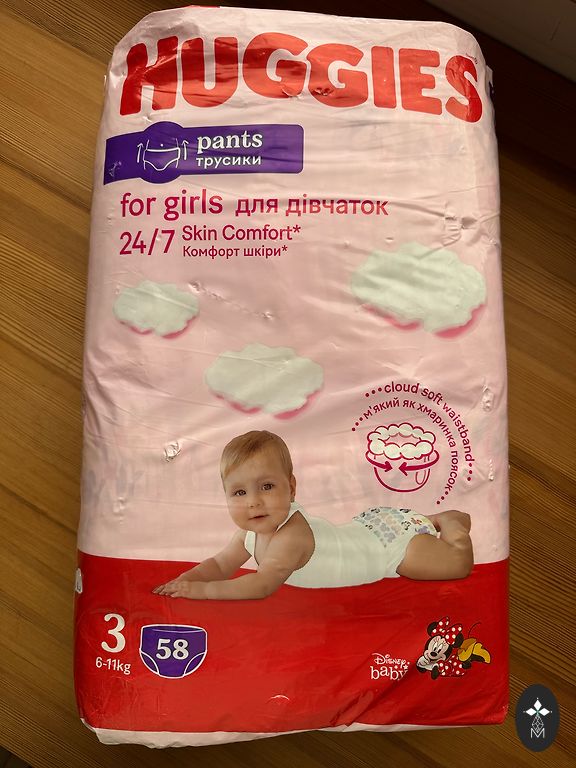 HUGGIES
pants
трусики
for girls для дівчаток
24/7 Skin Comfort*
Комфорт шкіри*
cloud soft waistband
м'який як хмаринка поясок
3
6-11kg
58
Disney
baby
M